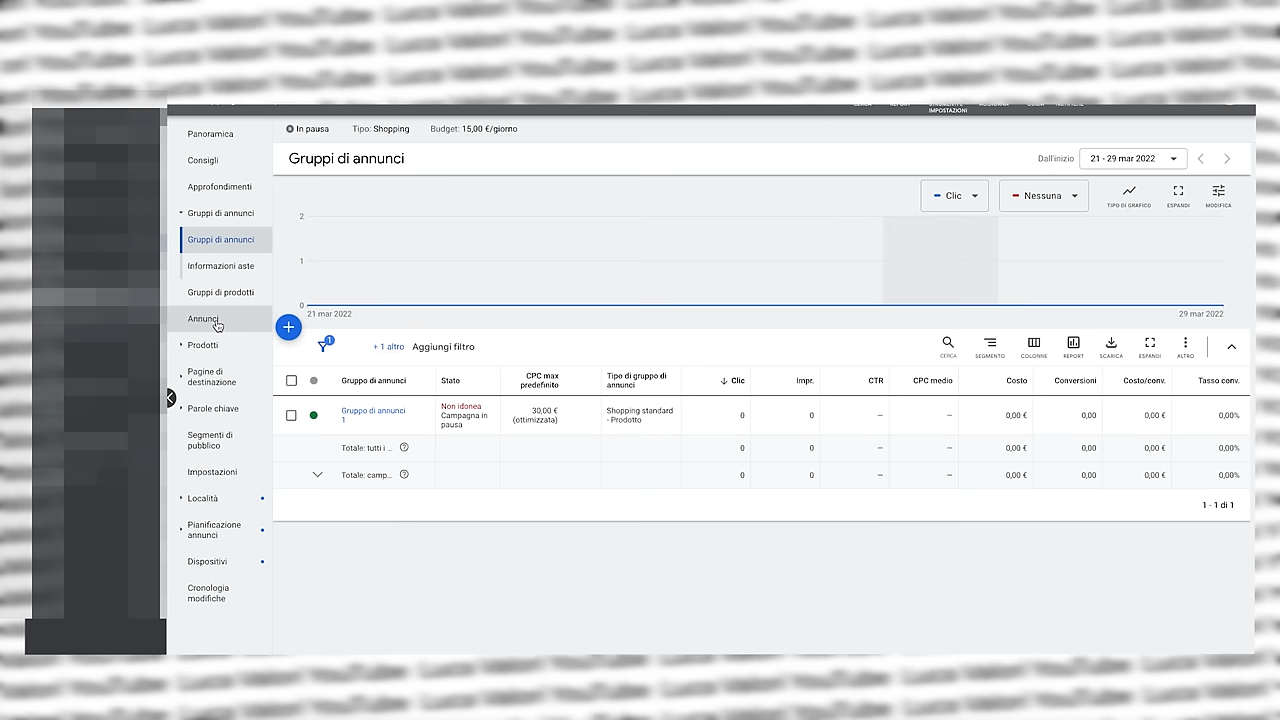 IMPOSTAZIONI
In pausa Tipo: Shopping Budget: 15,00 €/giorno
Gruppi di annunci
Dall'inizio 21 - 29 mar 2022
Clic Nessuna
TIPO DI GRAFICO ESPANDI MODIFICA
2
1
0
21 mar 2022 29 mar 2022
Panoramica
Consigli
Approfondimenti
Gruppi di annunci
Gruppi di annunci
Informazioni aste
Gruppi di prodotti
Annunci
Prodotti
Pagine di
destinazione
Parole chiave
Segmenti di
pubblico
Impostazioni
Località
Pianificazione
annunci
Dispositivi
Cronologia
modifiche
1 + 1 altro Aggiungi filtro
CERCA SEGMENTO COLONNE REPORT SCARICA ESPANDI ALTRO
Gruppo di annunci Stato CPC max predefinito Tipo di gruppo di annunci Clic Impr. CTR CPC medio Costo Conversioni Costo/conv. Tasso conv.
Gruppo di annunci 1 Non idonea Campagna in pausa 30,00 € (ottimizzata) Shopping standard - Prodotto 0 0 – – 0,00 € 0,00 0,00 € 0,00%
Totale: tutti i ... 0 0 – – 0,00 € 0,00 0,00 € 0,00%
Totale: camp... 0 0 – – 0,00 € 0,00 0,00 € 0,00%
1 - 1 di 1